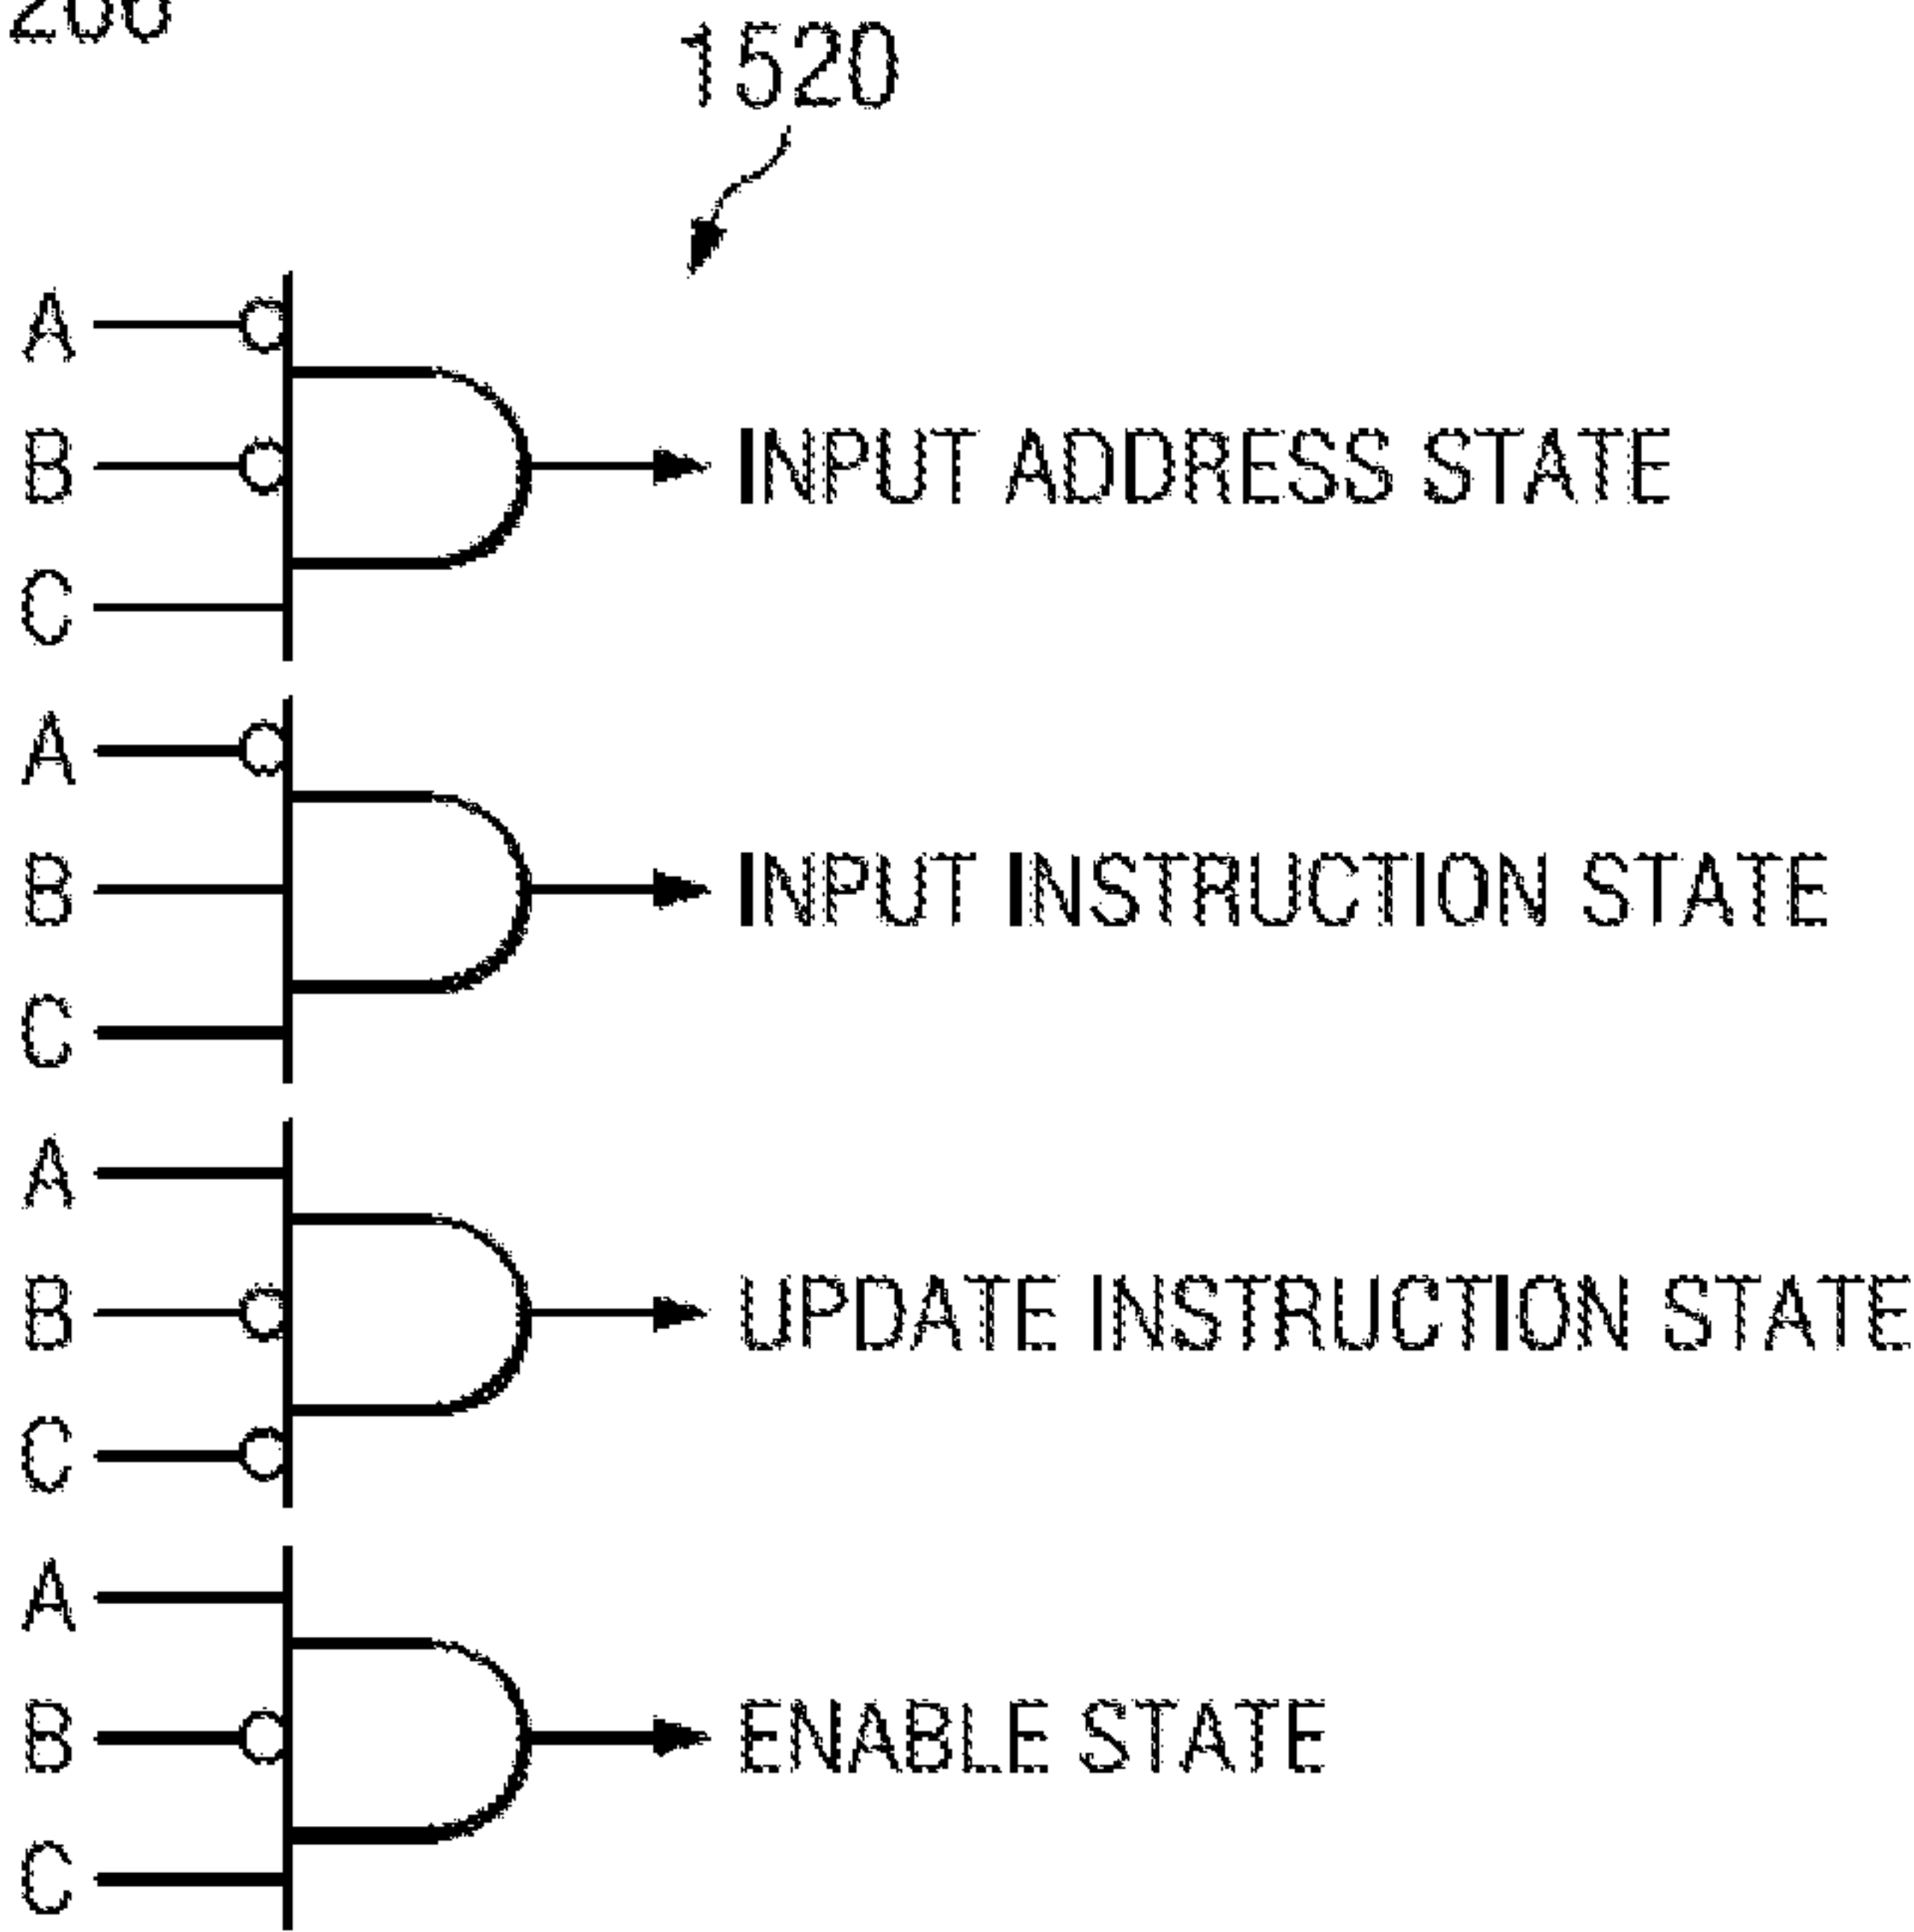 1520
A
B
C
INPUT ADDRESS STATE
A
B
C
INPUT INSTRUCTION STATE
A
B
C
UPDATE INSTRUCTION STATE
A
B
C
ENABLE STATE